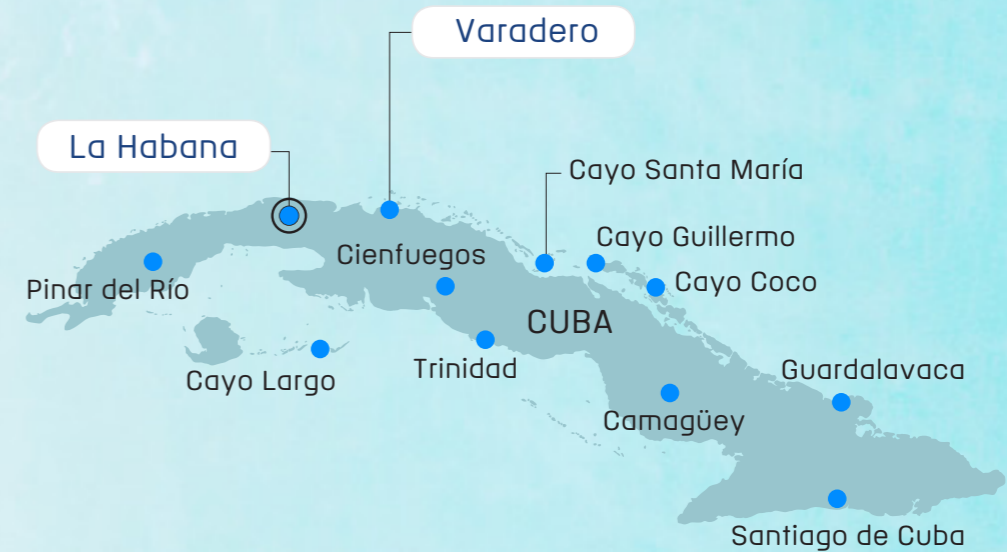 Varadero
La Habana
Cayo Santa María
Cayo Guillermo
Cienfuegos
Cayo Coco
Pinar del Río
CUBA
Trinidad
Guardalavaca
Cayo Largo
Camagüey
Santiago de Cuba